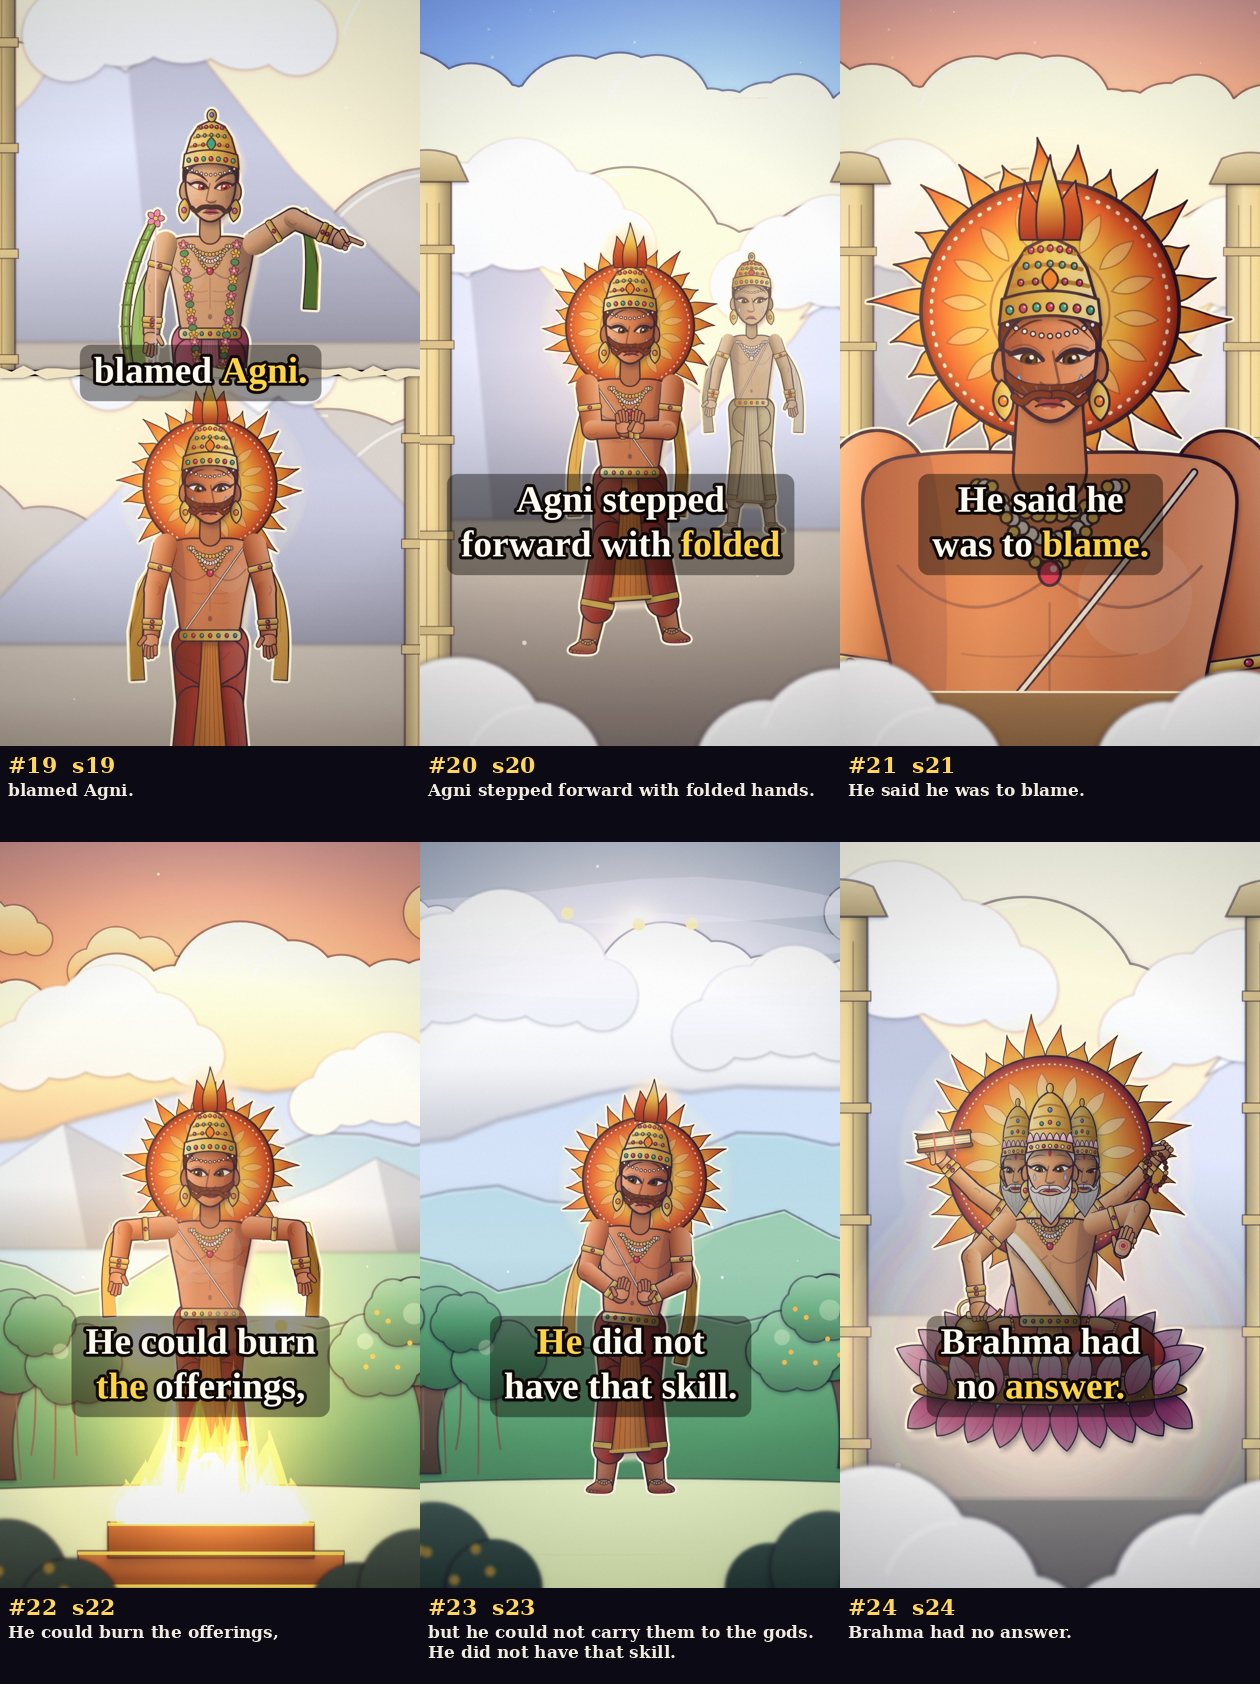 blamed Agni.
Agni stepped
forward with folded
He said he
was to blame.
#19 s19
blamed Agni.
#20 s20
Agni stepped forward with folded hands.
#21 s21
He said he was to blame.
He could burn
the offerings,
He did not
have that skill.
Brahma had
no answer.
#22 s22
He could burn the offerings,
#23 s23
but he could not carry them to the gods.
He did not have that skill.
#24 s24
Brahma had no answer.